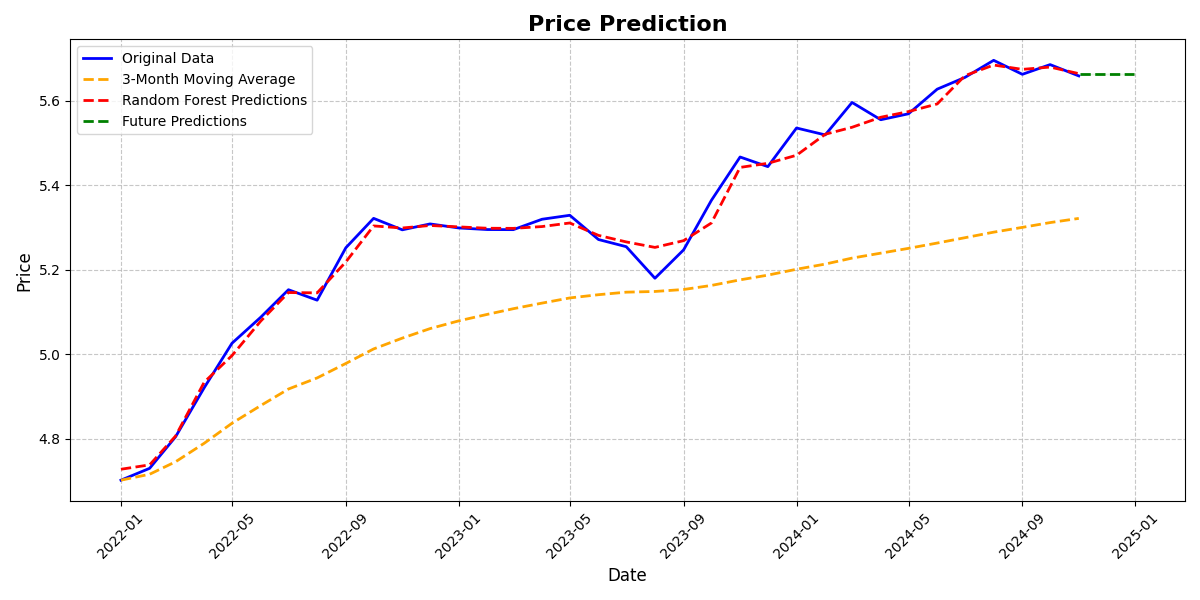 Price Prediction
Original Data
3-Month Moving Average
Random Forest Predictions
Future Predictions
Price
5.6
5.4
5.2
5.0
4.8
2022-01
2022-05
2022-09
2023-01
2023-05
2023-09
2024-01
2024-05
2024-09
2025-01
Date